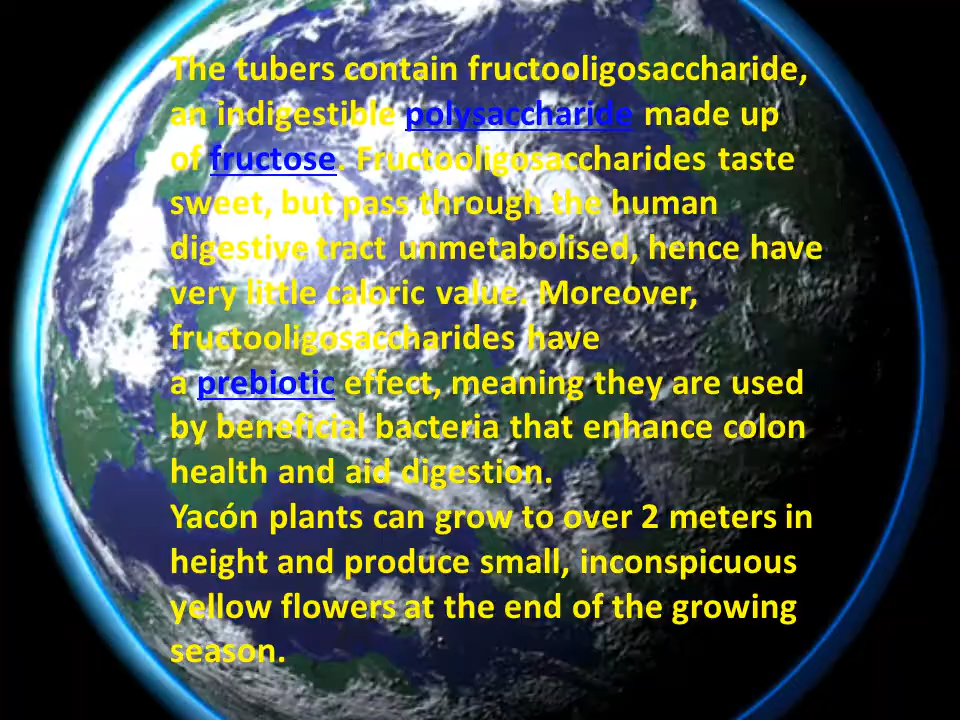 The tubers contain fructooligosaccharide,
an indigestible polysaccharide made up
of fructose. Fructooligosaccharides taste
sweet, but pass through the human
digestive tract unmetabolised, hence have
very little caloric value. Moreover,
fructooligosaccharides have
a prebiotic effect, meaning they are used
by beneficial bacteria that enhance colon
health and aid digestion.
Yacón plants can grow to over 2 meters in
height and produce small, inconspicuous
yellow flowers at the end of the growing
season.